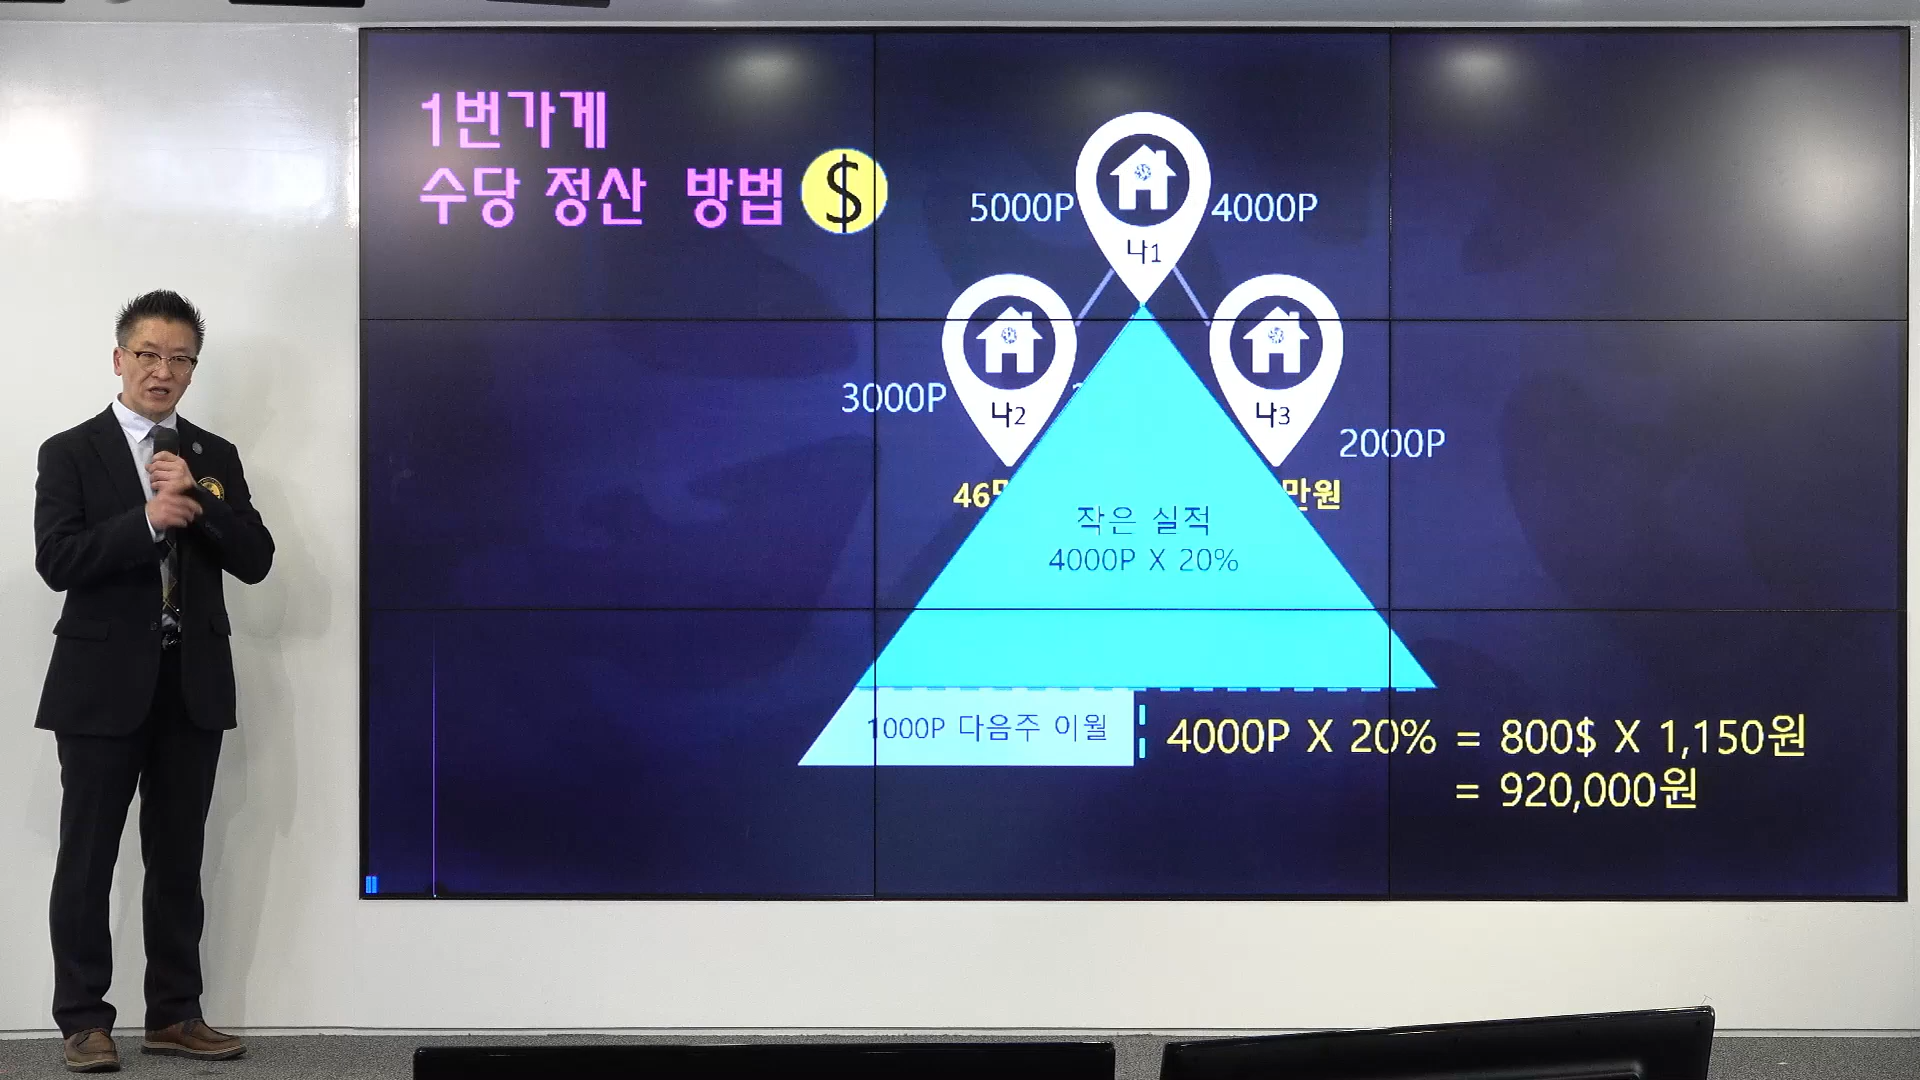 1번가게
수당 정산 방법 $
5000P
4000P
나1
나2
나3
3000P
2000P
만원
작은 실적
4000P X 20%
1000P 다음주 이월
4000P X 20% = 800$ X 1,150원
= 920,000원